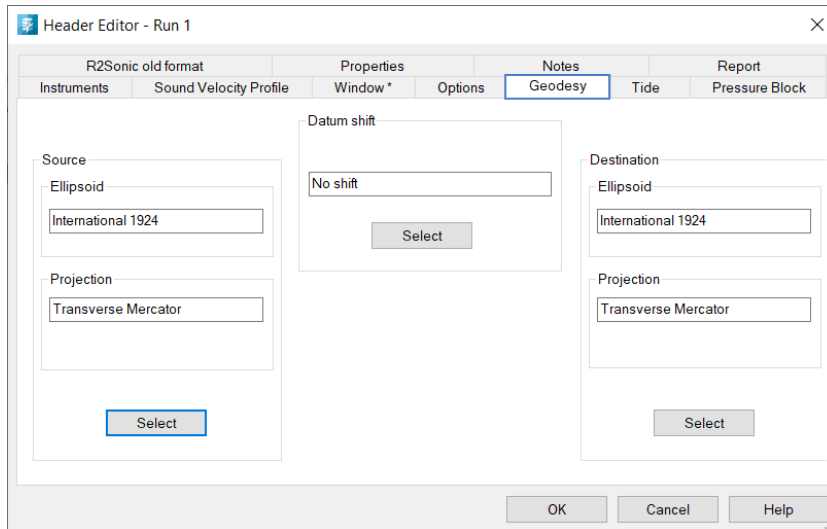 Header Editor - Run 1
R2Sonic old format Properties Notes Report
Instruments Sound Velocity Profile Window * Options Geodesy Tide Pressure Block
Datum shift
No shift
Select
Source
Ellipsoid
International 1924
Projection
Transverse Mercator
Select
Destination
Ellipsoid
International 1924
Projection
Transverse Mercator
Select
OK Cancel Help